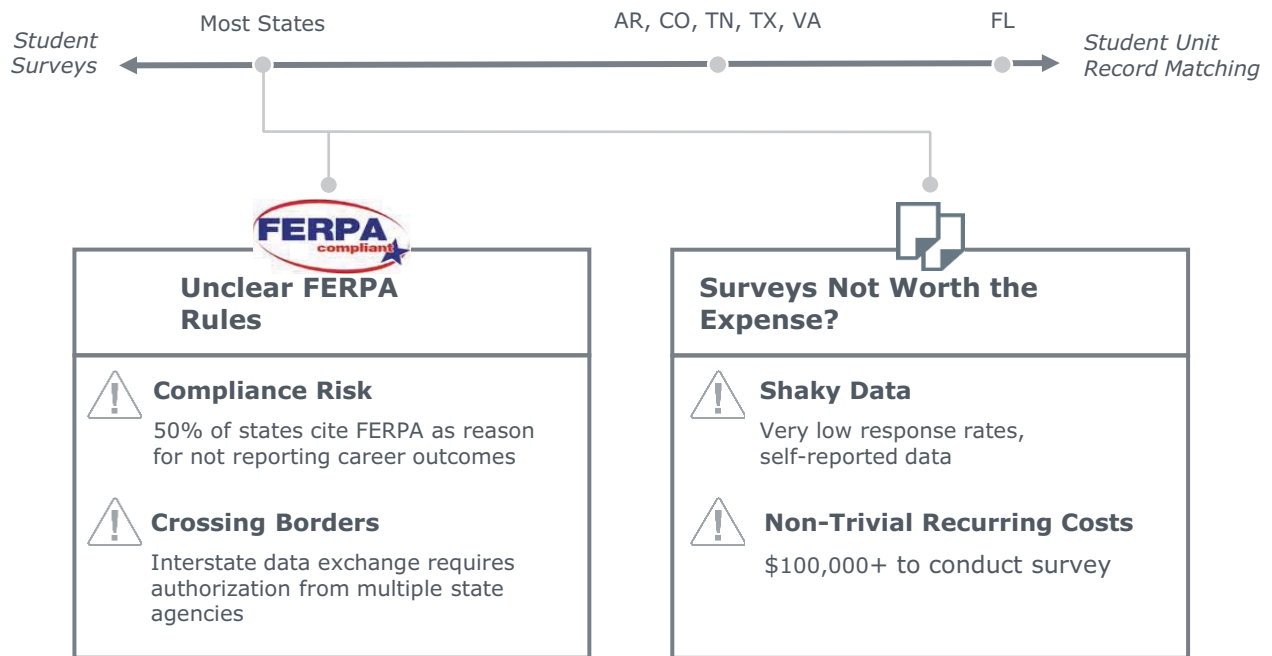 Most States
AR, CO, TN, TX, VA
FL
Student
Surveys
Student Unit
Record Matching
FERPA
compliant
Unclear FERPA
Rules
! Compliance Risk
50% of states cite FERPA as reason
for not reporting career outcomes
! Crossing Borders
Interstate data exchange requires
authorization from multiple state
agencies
Surveys Not Worth the
Expense?
! Shaky Data
Very low response rates,
self-reported data
! Non-Trivial Recurring Costs
$100,000+ to conduct survey